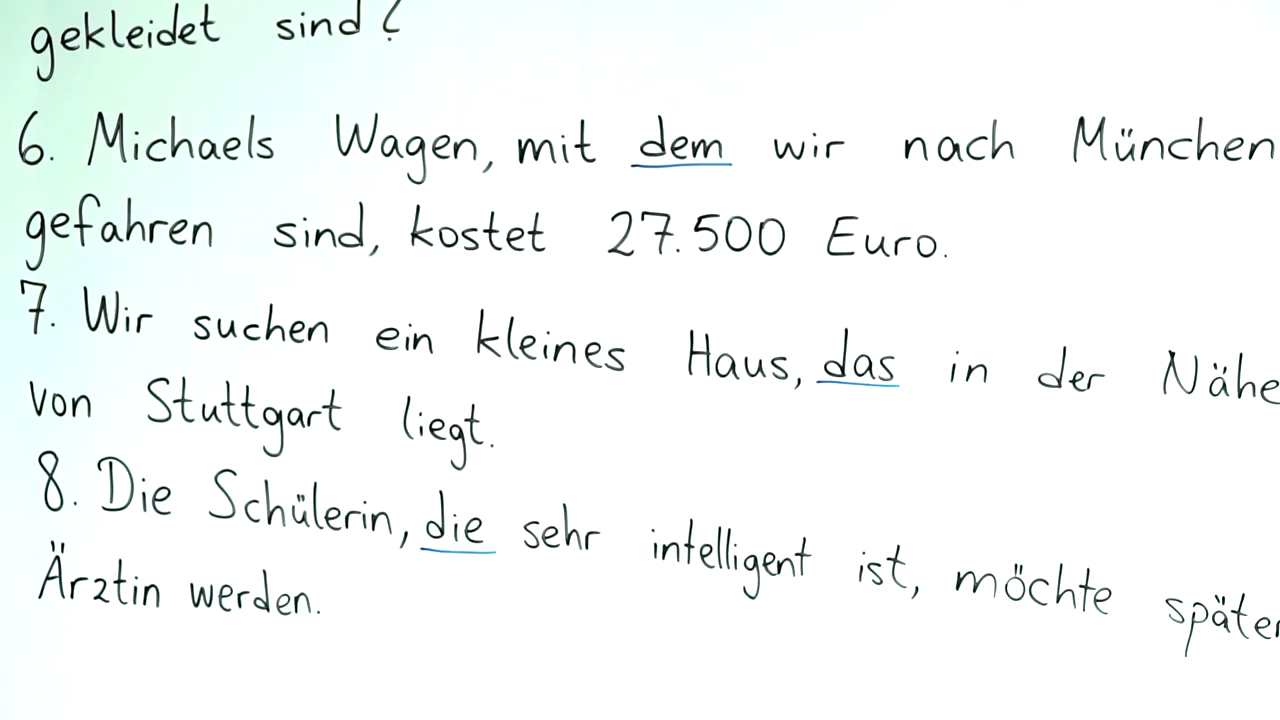 gekleidet sind?
6. Michaels Wagen, mit dem wir nach München
gefahren sind, kostet 27.500 Euro.
7. Wir suchen ein kleines Haus, das in der Nähe
von Stuttgart liegt.
8. Die Schülerin, die sehr intelligent ist, möchte später
Ärztin werden.